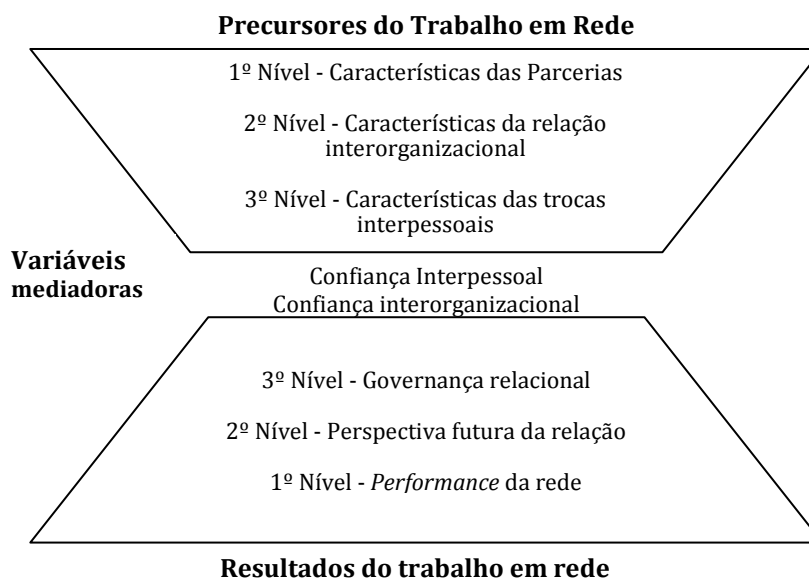 Precursores do Trabalho em Rede
1º Nível - Características das Parcerias
2º Nível - Características da relação
interorganizacional
3º Nível - Características das trocas
interpessoais
Variáveis
mediadoras
Confiança Interpessoal
Confiança interorganizacional
3º Nível - Governança relacional
2º Nível - Perspectiva futura da relação
1º Nível - Performance da rede
Resultados do trabalho em rede